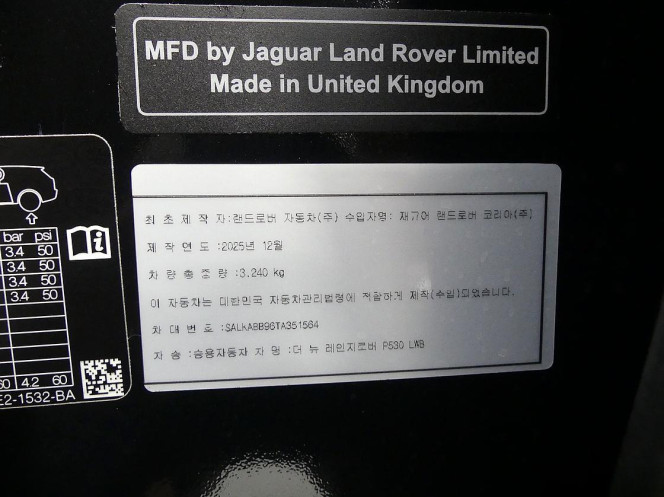 MFD by Jaguar Land Rover Limited
Made in United Kingdom
최 초 제 작 자:랜드로버 자동차(주) 수입자명: 재규어 랜드로버 코리아(주)
제 작 연 도 :2025년 12월
차 량 총 중 량 :3,240 kg
이 자동차는 대한민국 자동차관리법령에 적합하게 제작(수입)되었습니다.
차 대 번 호 :SALKABB96TA351564
차 종 :승용자동차 차 명 :더 뉴 레인지로버 P530 LWB
bar psi
3.4 50
3.4 50
3.4 50
3.4 50
60 4.2 60
E2-1532-BA